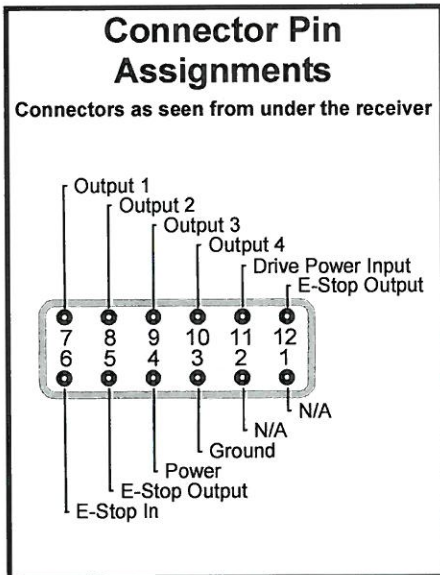 Connector Pin
Assignments
Connectors as seen from under the receiver
Output 1
Output 2
Output 3
Output 4
Drive Power Input
E-Stop Output
7 8 9 10 11 12
6 5 4 3 2 1
N/A
N/A
Ground
Power
E-Stop Output
E-Stop In